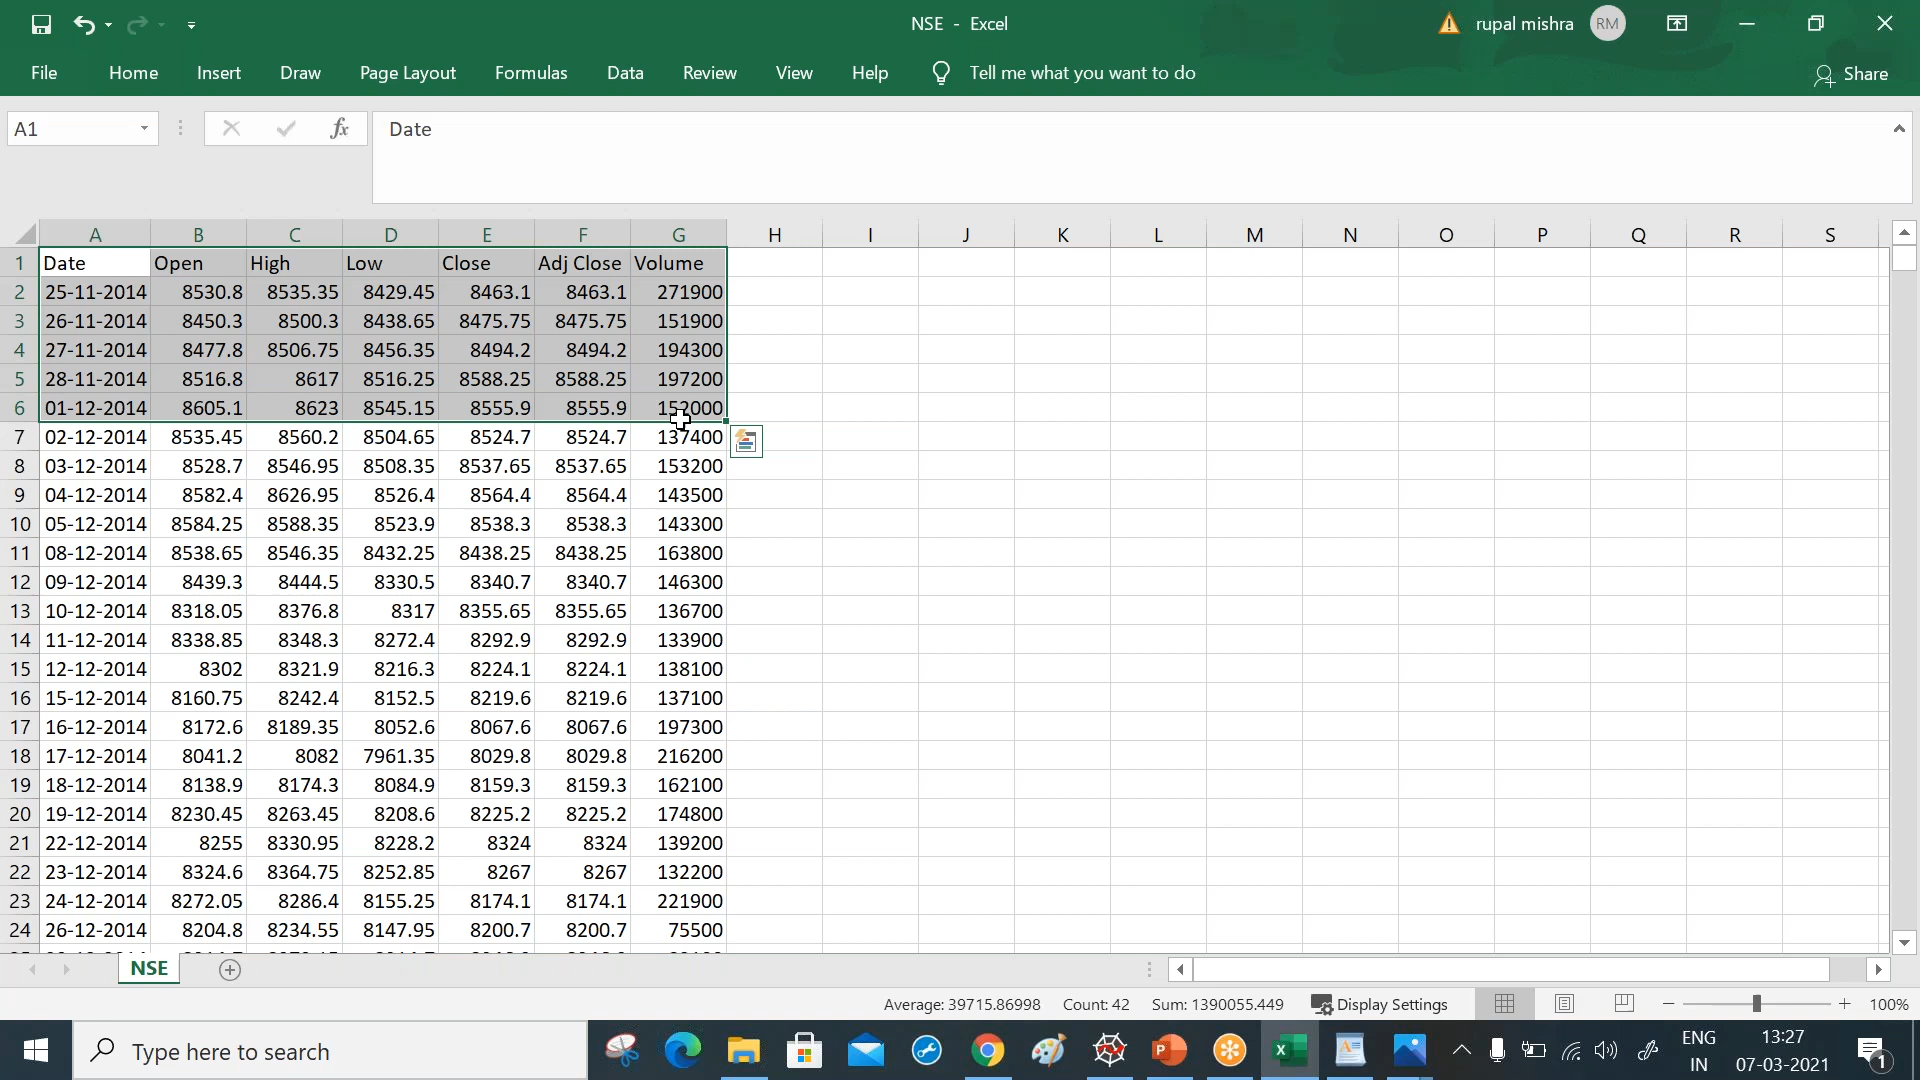 NSE - Excel
rupal mishra RM
File Home Insert Draw Page Layout Formulas Data Review View Help Tell me what you want to do Share
A1 fx Date
A B C D E F G H I J K L M N O P Q R S
1 Date Open High Low Close Adj Close Volume
2 25-11-2014 8530.8 8535.35 8429.45 8463.1 8463.1 271900
3 26-11-2014 8450.3 8500.3 8438.65 8475.75 8475.75 151900
4 27-11-2014 8477.8 8506.75 8456.35 8494.2 8494.2 194300
5 28-11-2014 8516.8 8617 8516.25 8588.25 8588.25 197200
6 01-12-2014 8605.1 8623 8545.15 8555.9 8555.9 152000
7 02-12-2014 8535.45 8560.2 8504.65 8524.7 8524.7 137400
8 03-12-2014 8528.7 8546.95 8508.35 8537.65 8537.65 153200
9 04-12-2014 8582.4 8626.95 8526.4 8564.4 8564.4 143500
10 05-12-2014 8584.25 8588.35 8523.9 8538.3 8538.3 143300
11 08-12-2014 8538.65 8546.35 8432.25 8438.25 8438.25 163800
12 09-12-2014 8439.3 8444.5 8330.5 8340.7 8340.7 146300
13 10-12-2014 8318.05 8376.8 8317 8355.65 8355.65 136700
14 11-12-2014 8338.85 8348.3 8272.4 8292.9 8292.9 133900
15 12-12-2014 8302 8321.9 8216.3 8224.1 8224.1 138100
16 15-12-2014 8160.75 8242.4 8152.5 8219.6 8219.6 137100
17 16-12-2014 8172.6 8189.35 8052.6 8067.6 8067.6 197300
18 17-12-2014 8041.2 8082 7961.35 8029.8 8029.8 216200
19 18-12-2014 8138.9 8174.3 8084.9 8159.3 8159.3 162100
20 19-12-2014 8230.45 8263.45 8208.6 8225.2 8225.2 174800
21 22-12-2014 8255 8330.95 8228.2 8324 8324 139200
22 23-12-2014 8324.6 8364.75 8252.85 8267 8267 132200
23 24-12-2014 8272.05 8286.4 8155.25 8174.1 8174.1 221900
24 26-12-2014 8204.8 8234.55 8147.95 8200.7 8200.7 75500
NSE
Average: 39715.86998 Count: 42 Sum: 1390055.449 Display Settings 100%
Type here to search
ENG 13:27
IN 07-03-2021 1